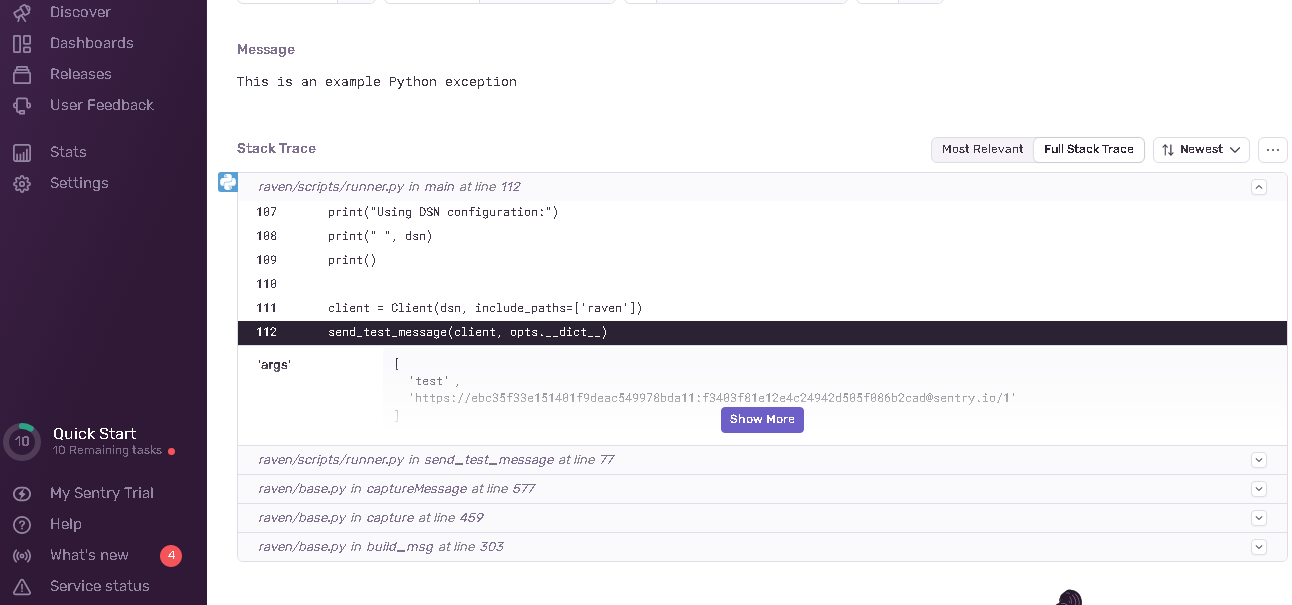 Discover
Dashboards
Releases
User Feedback
Stats
Settings
10
Quick Start
10 Remaining tasks
My Sentry Trial
Help
What's new
4
Service status
Message
This is an example Python exception
Stack Trace
Most Relevant
Full Stack Trace
Newest
raven/scripts/runner.py in main at line 112
107 print("Using DSN configuration:")
108 print(" ", dsn)
109 print()
110
111 client = Client(dsn, include_paths=['raven'])
112 send_test_message(client, opts.__dict__)
'args'
[
'test' ,
'https://ebc35f33e151401f9deac549978bda11:f3403f81e12e4c24942d505f086b2cad@sentry.io/1'
]
Show More
raven/scripts/runner.py in send_test_message at line 77
raven/base.py in captureMessage at line 577
raven/base.py in capture at line 459
raven/base.py in build_msg at line 303